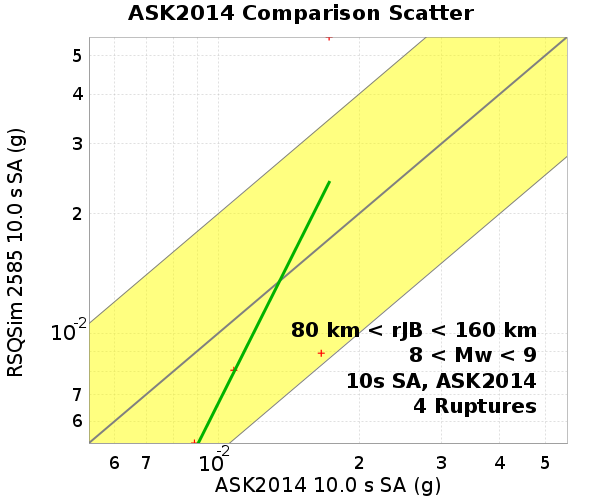 ASK2014 Comparison Scatter
RSQSim 2585 10.0 s SA (g)
5
4
3
2
10⁻²
7
6
80 km < rJB < 160 km
8 < Mw < 9
10s SA, ASK2014
4 Ruptures
6 7 10⁻² 2 3 4 5
ASK2014 10.0 s SA (g)